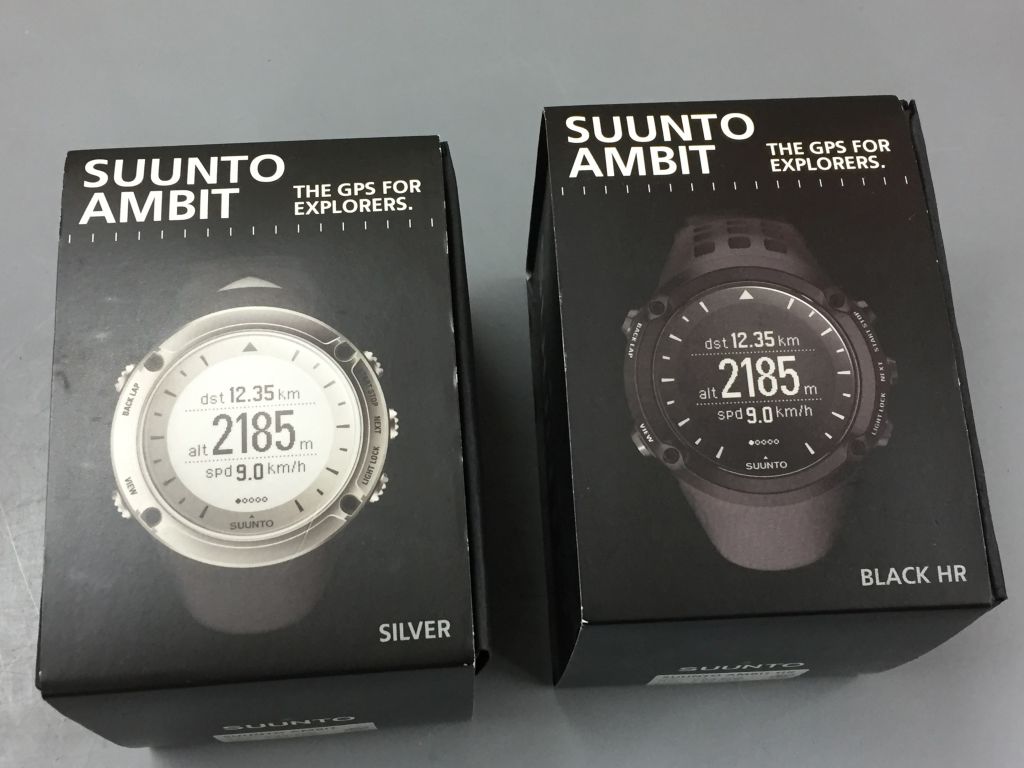 SUUNTO
AMBIT
THE GPS FOR
EXPLORERS.
BACK LAP
VIEW
NEXT
LIGHT LOCK
dst 12.35 km
alt 2185 m
spd 9.0 km/h
SUUNTO
SILVER
SUUNTO
SUUNTO
AMBIT
THE GPS FOR
EXPLORERS.
BACK LAP
VIEW
START STOP
NEXT
LIGHT LOCK
dst 12.35 km
alt 2185 m
spd 9.0 km/h
SUUNTO
BLACK HR
SUUNTO